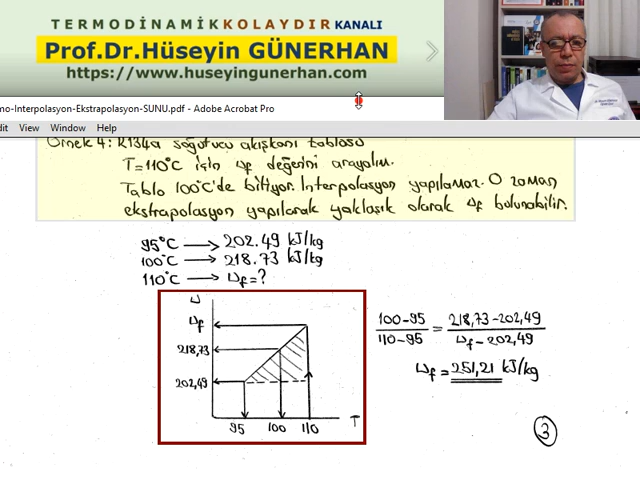 TERMODİNAMİKKOLAYDIR KANALI
Prof.Dr.Hüseyin GÜNERHAN
https://www.huseyingunerhan.com
mo-Interpolasyon-Ekstrapolasyon-SUNU.pdf - Adobe Acrobat Pro
dit View Window Help
Örnek 4: R134a soğutucu akışkanı tablosu
T=110°C için uf değerini arayalım.
Tablo 100°C'de bitiyor. İnterpolasyon yapılamaz. O zaman
ekstrapolasyon yapılarak yaklaşık olarak uf bulunabilir.
95°C → 202.49 kJ/kg
100°C → 218.73 kJ/kg
110°C → uf=?
u
uf
218,73
202,49
95 100 110 T
100-95 / 110-95 = 218,73-202,49 / uf-202,49
uf=251,21 kJ/kg
3